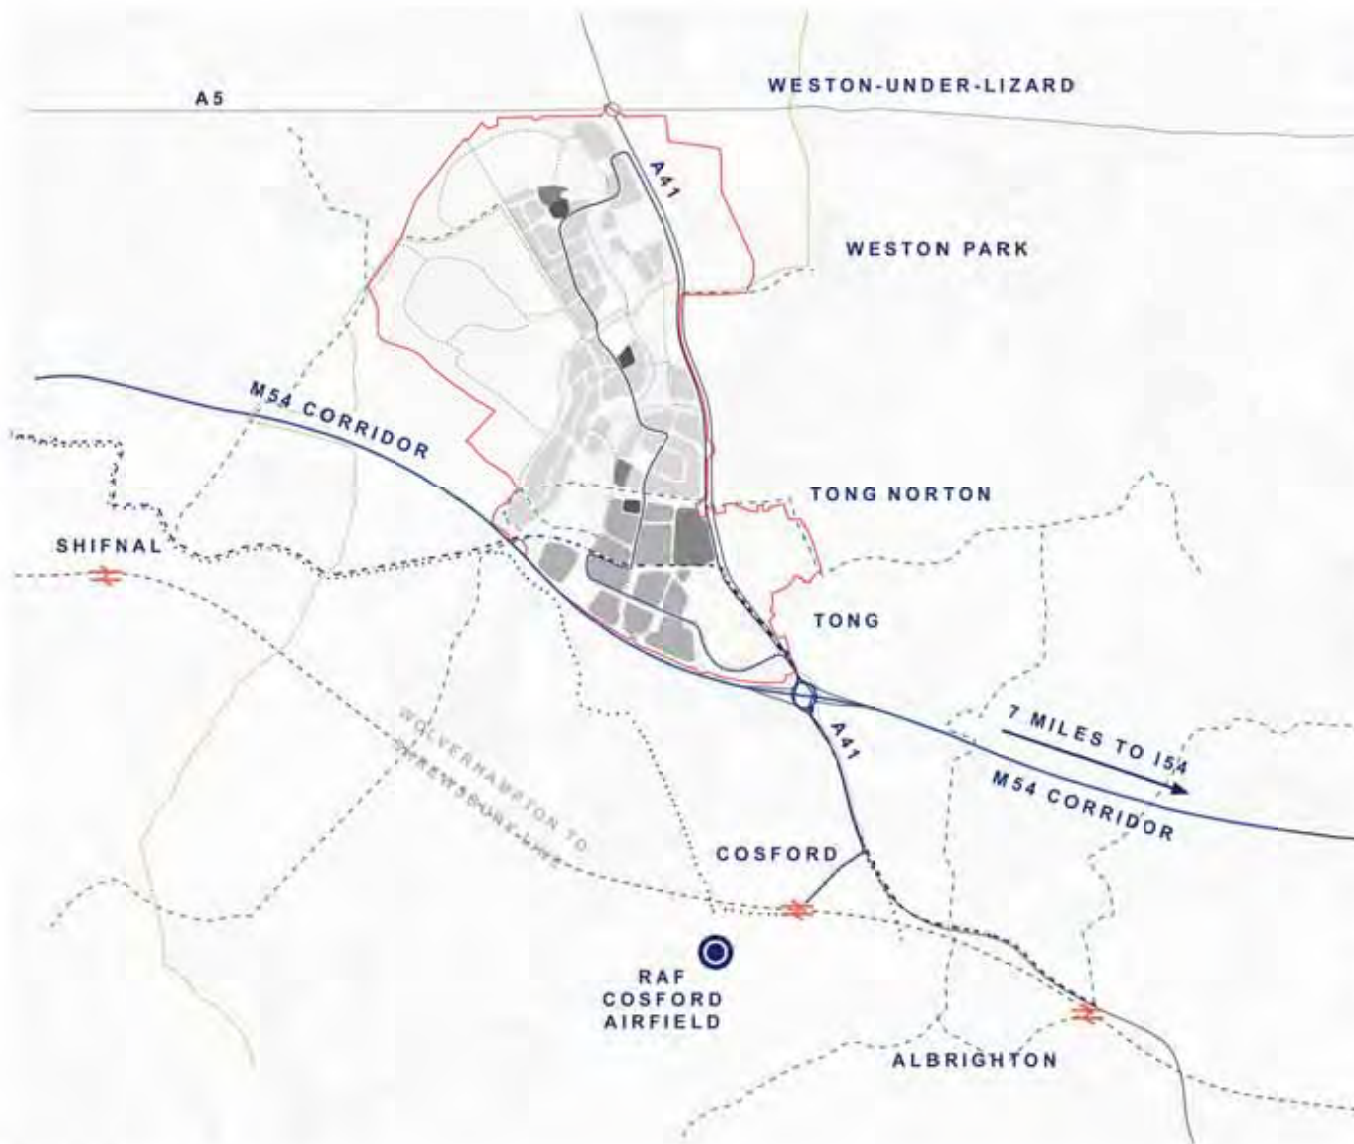 WESTON-UNDER-LIZARD
A5
A41
WESTON PARK
M54 CORRIDOR
TONG NORTON
SHIFNAL
TONG
WOLVERHAMPTON TO
SHREWSBURY LINE
7 MILES TO I54
A41
M54 CORRIDOR
COSFORD
RAF
COSFORD
AIRFIELD
ALBRIGHTON